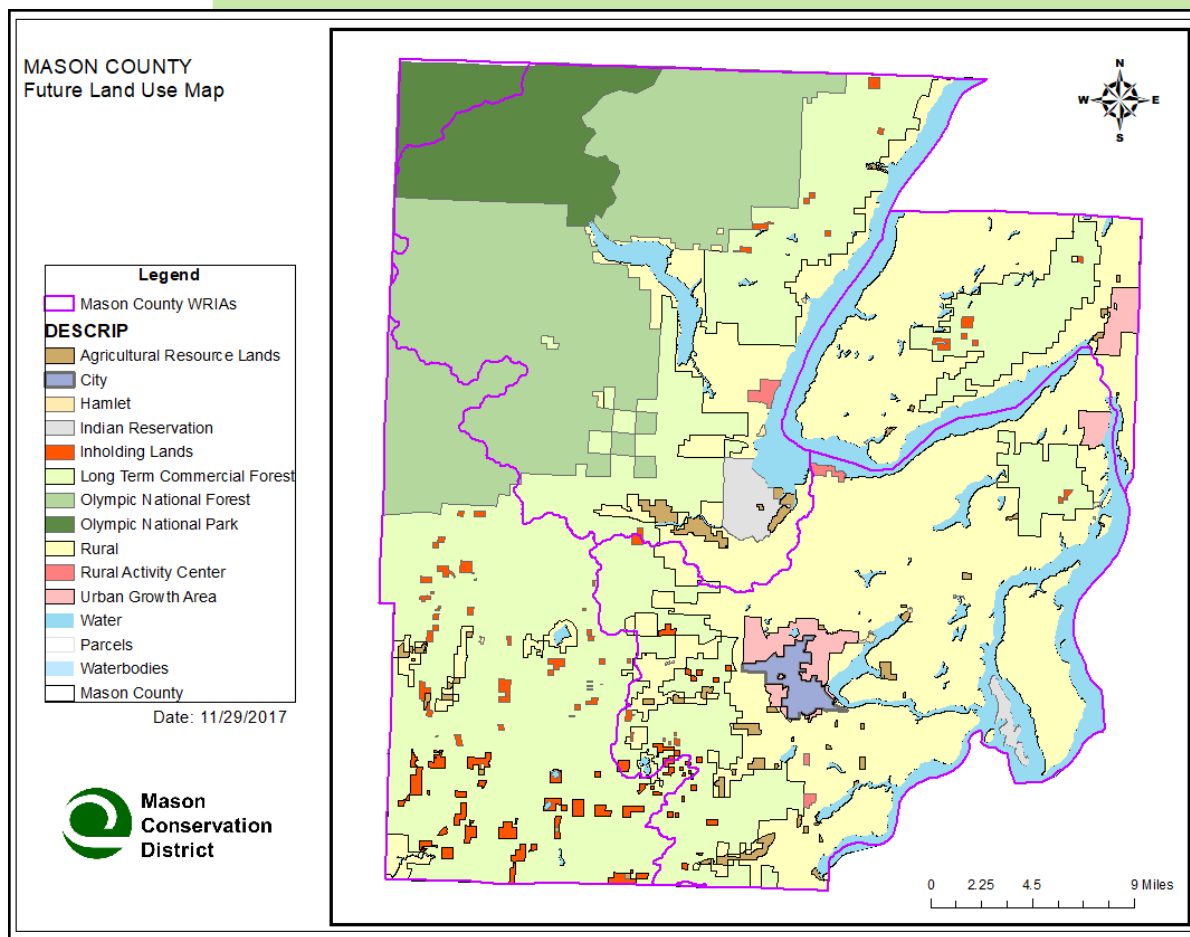 MASON COUNTY
Future Land Use Map
N
W E
S
Legend
Mason County WRIAs
DESCRIP
Agricultural Resource Lands
City
Hamlet
Indian Reservation
Inholding Lands
Long Term Commercial Forest
Olympic National Forest
Olympic National Park
Rural
Rural Activity Center
Urban Growth Area
Water
Parcels
Waterbodies
Mason County
Date: 11/29/2017
Mason
Conservation
District
0 2.25 4.5 9 Miles